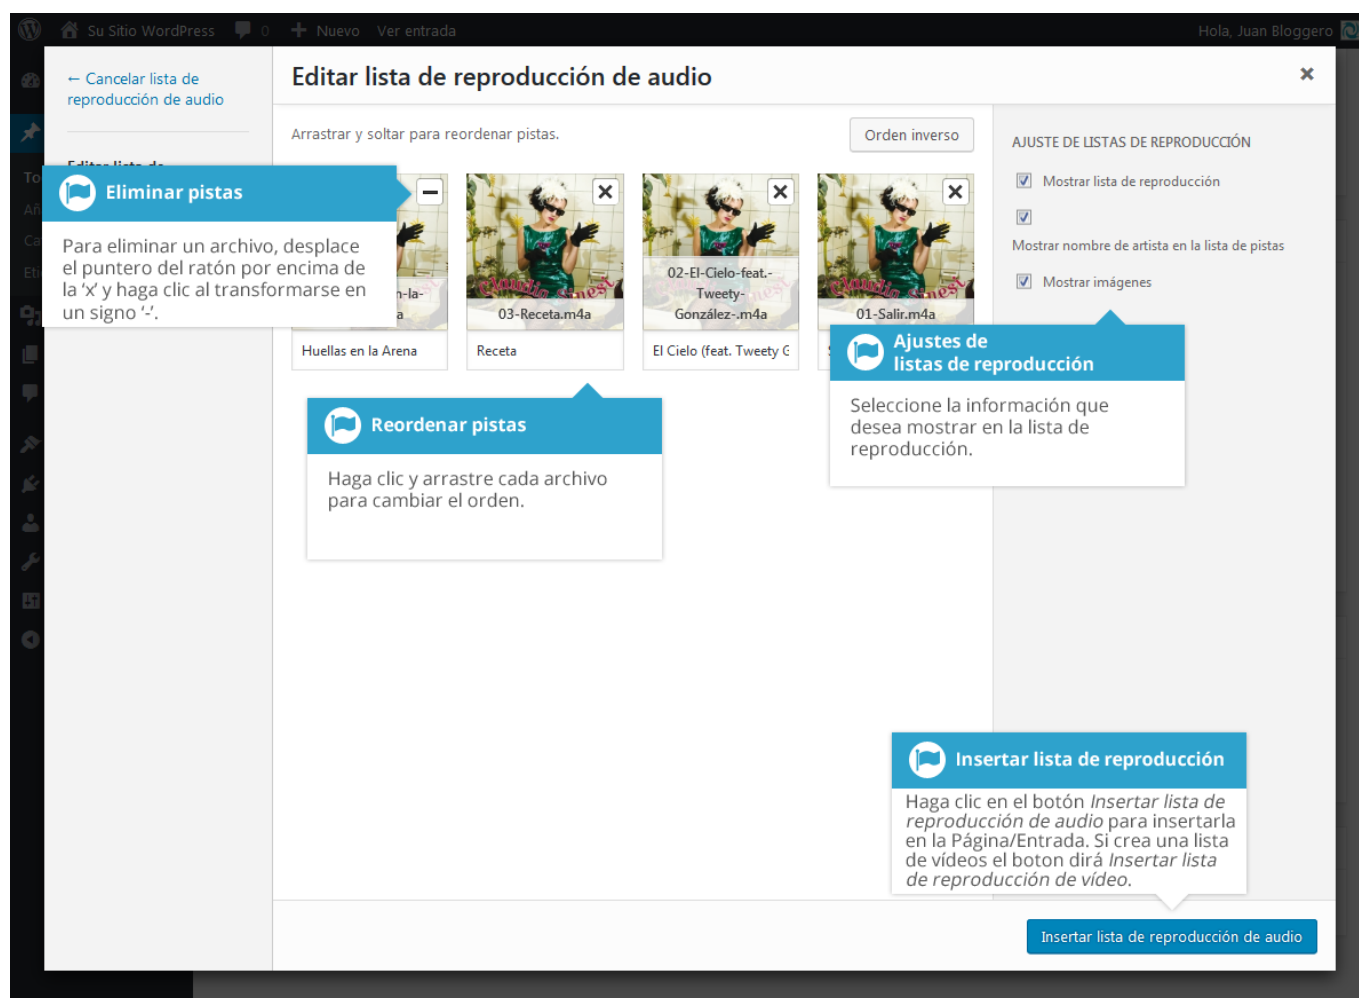 Su Sitio WordPress 0 Nuevo Ver entrada Hola, Juan Bloggero
← Cancelar lista de
reproducción de audio
Editar lista de reproducción de audio
Arrastrar y soltar para reordenar pistas.
Orden inverso
Editar lista de
Eliminar pistas
Para eliminar un archivo, desplace
el puntero del ratón por encima de
la ‘x’ y haga clic al transformarse en
un signo ‘-’.
03-Receta.m4a
02-El-Cielo-feat.-
Tweety-
González-.m4a
01-Salir.m4a
Huellas en la Arena
Receta
El Cielo (feat. Tweety G
Reordenar pistas
Haga clic y arrastre cada archivo
para cambiar el orden.
AJUSTE DE LISTAS DE REPRODUCCIÓN
Mostrar lista de reproducción
Mostrar nombre de artista en la lista de pistas
Mostrar imágenes
Ajustes de
listas de reproducción
Seleccione la información que
desea mostrar en la lista de
reproducción.
Insertar lista de reproducción
Haga clic en el botón Insertar lista de
reproducción de audio para insertarla
en la Página/Entrada. Si crea una lista
de vídeos el boton dirá Insertar lista
de reproducción de vídeo.
Insertar lista de reproducción de audio